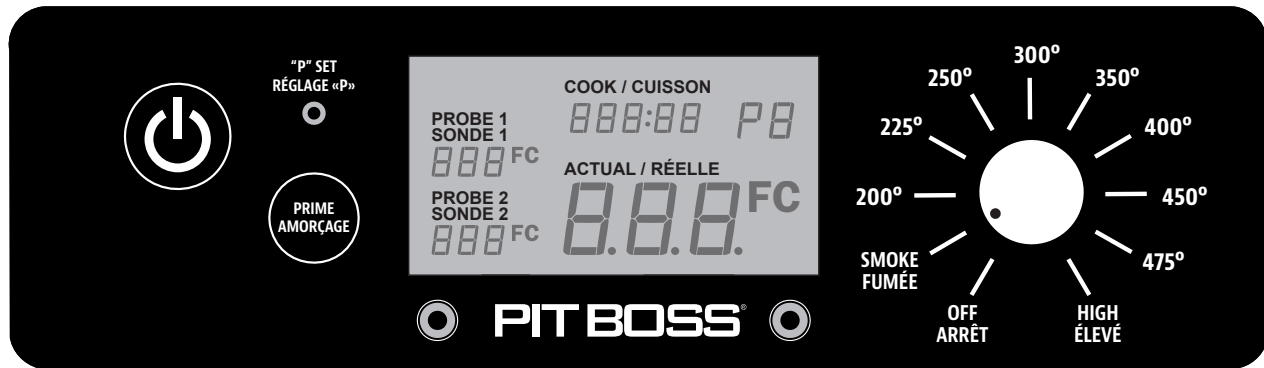 "P" SET
RÉGLAGE «P»
PRIME
AMORÇAGE
PROBE 1
SONDE 1
888 FC
PROBE 2
SONDE 2
888 FC
COOK / CUISSON
888:88 P8
ACTUAL / RÉELLE
8.8.8. FC
PIT BOSS®
OFF
ARRÊT
SMOKE
FUMÉE
200º
225º
250º
300º
350º
400º
450º
475º
HIGH
ÉLEVÉ